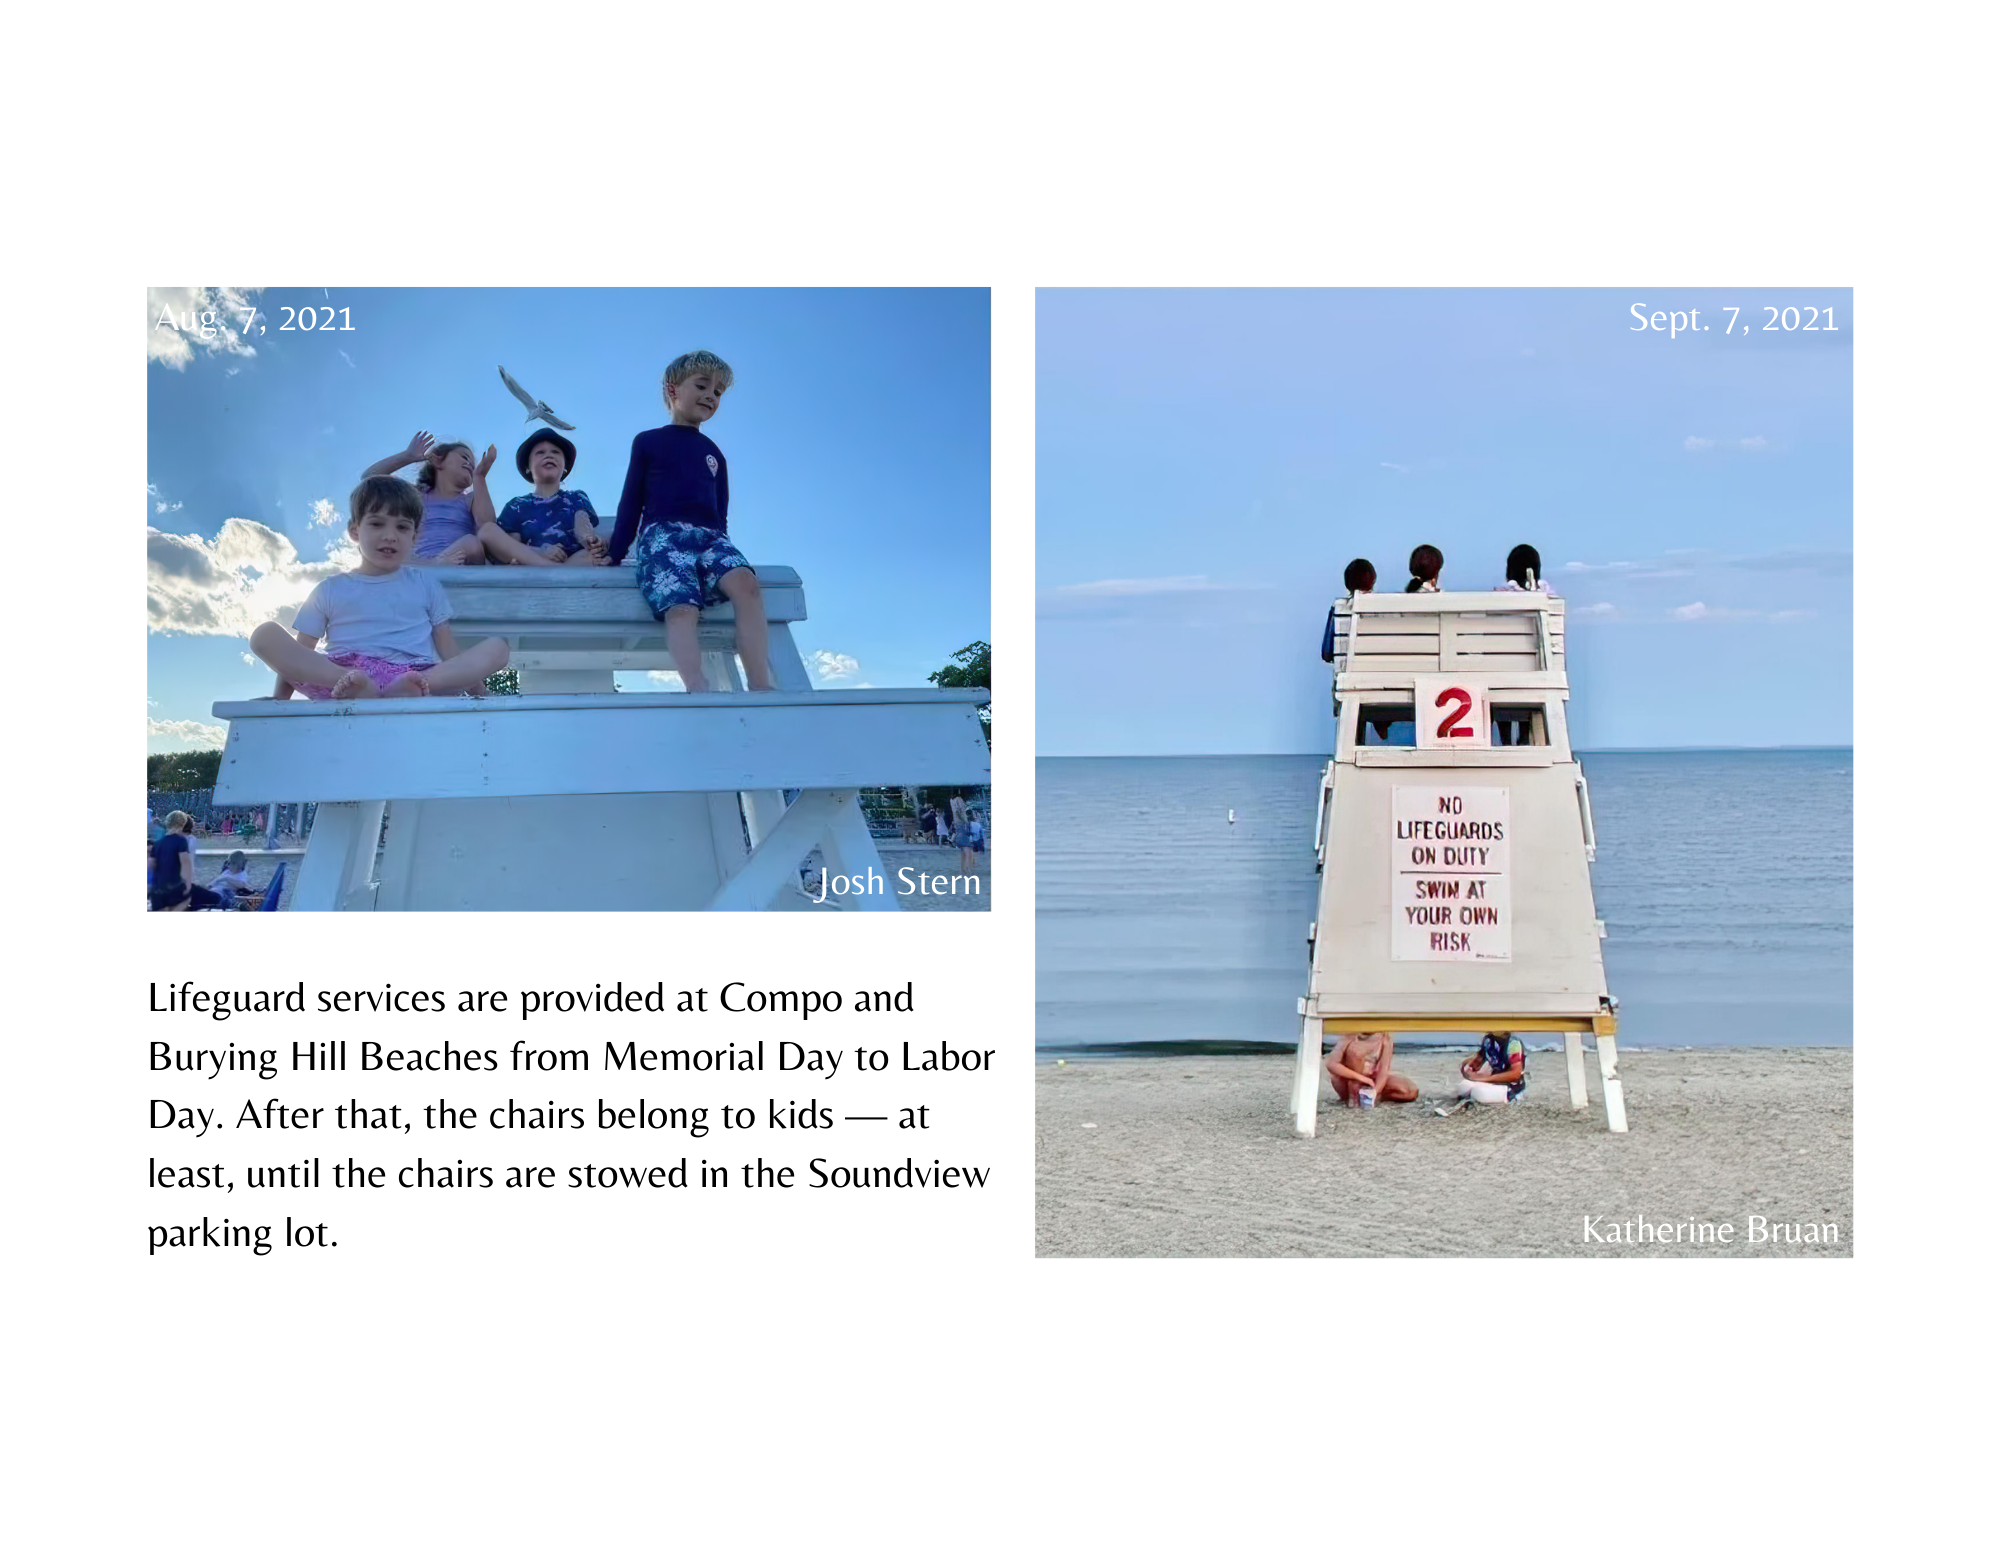 Aug. 7, 2021
Josh Stern
Lifeguard services are provided at Compo and
Burying Hill Beaches from Memorial Day to Labor
Day. After that, the chairs belong to kids — at
least, until the chairs are stowed in the Soundview
parking lot.
Sept. 7, 2021
2
NO
LIFEGUARDS
ON DUTY
SWIM AT
YOUR OWN
RISK
Katherine Bruan